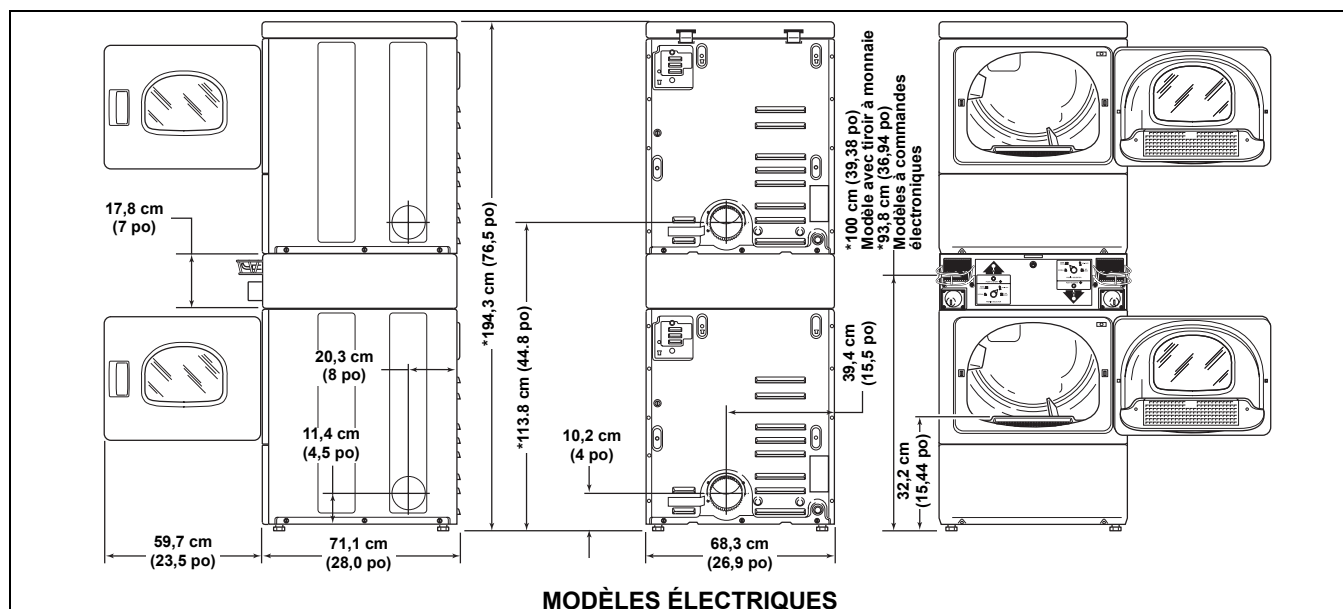 17,8 cm
(7 po)
20,3 cm
(8 po)
11,4 cm
(4,5 po)
59,7 cm
(23,5 po)
71,1 cm
(28,0 po)
*194,3 cm (76,5 po)
*113.8 cm (44.8 po)
10,2 cm
(4 po)
39,4 cm
(15,5 po)
68,3 cm
(26,9 po)
*100 cm (39,38 po)
Modèle avec tiroir à monnaie
*93,8 cm (36,94 po)
Modèles à commandes
électroniques
32,2 cm
(15,44 po)
MODÈLES ÉLECTRIQUES